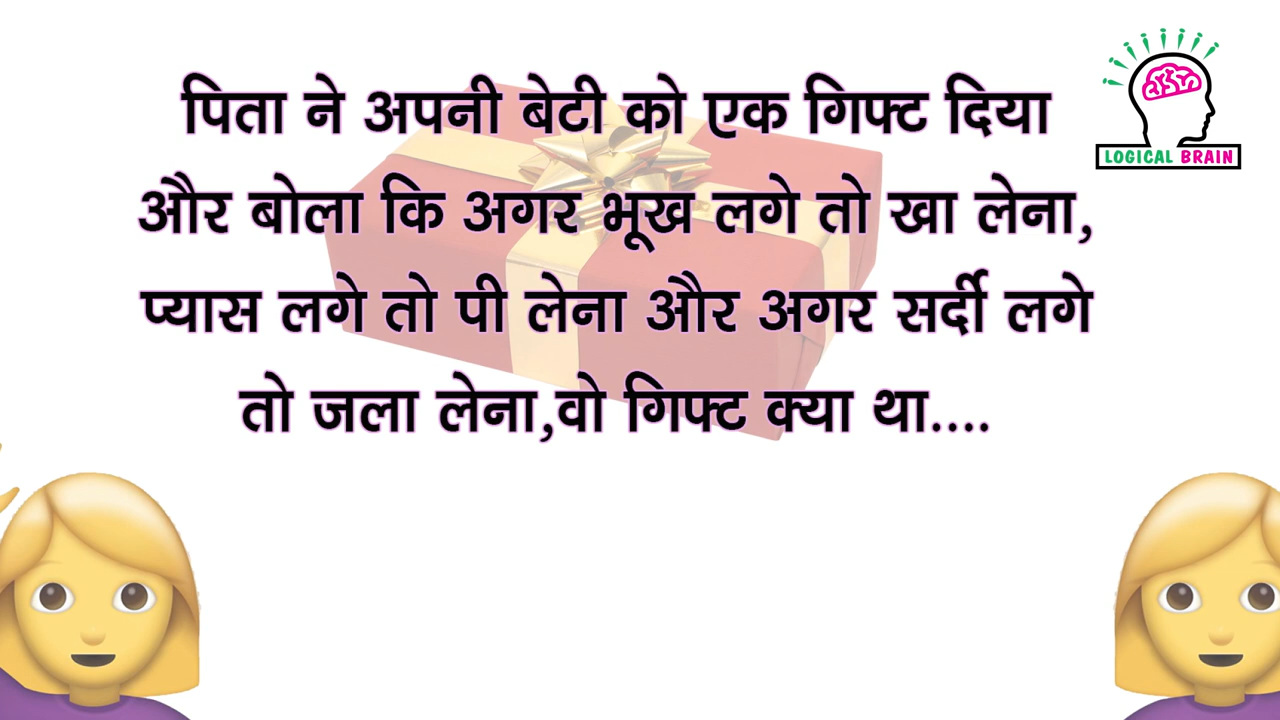 पिता ने अपनी बेटी को एक गिफ्ट दिया
और बोला कि अगर भूख लगे तो खा लेना,
प्यास लगे तो पी लेना और अगर सर्दी लगे
तो जला लेना,वो गिफ्ट क्या था....
LOGICAL BRAIN